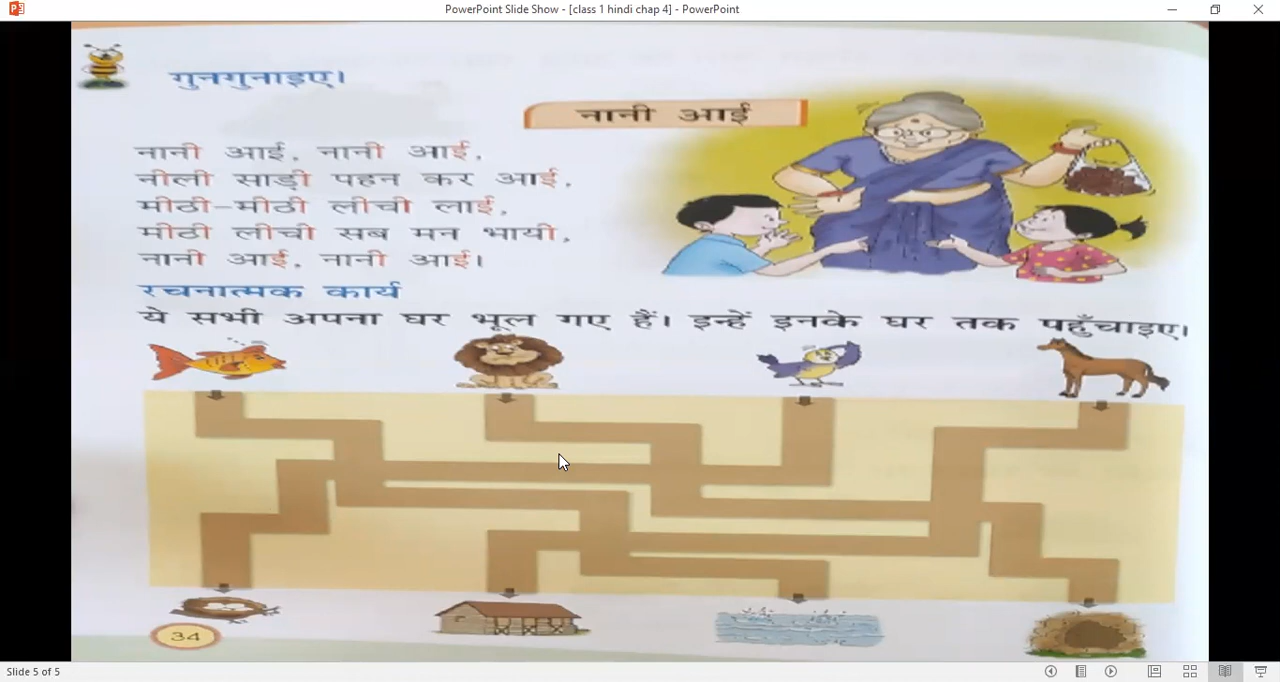 PowerPoint Slide Show - [class 1 hindi chap 4] - PowerPoint
गुनगुनाइए।
नानी आई
नानी आई, नानी आई,
नीली साड़ी पहन कर आई,
मीठी-मीठी लीची लाई,
मीठी लीची सब मन भायी,
नानी आई, नानी आई।
रचनात्मक कार्य
ये सभी अपना घर भूल गए हैं। इन्हें इनके घर तक पहुँचाइए।
34
Slide 5 of 5